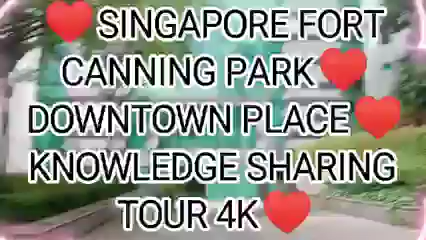 ❤️ SINGAPORE FORT
CANNING PARK❤️
DOWNTOWN PLACE❤️
KNOWLEDGE SHARING
TOUR 4K❤️